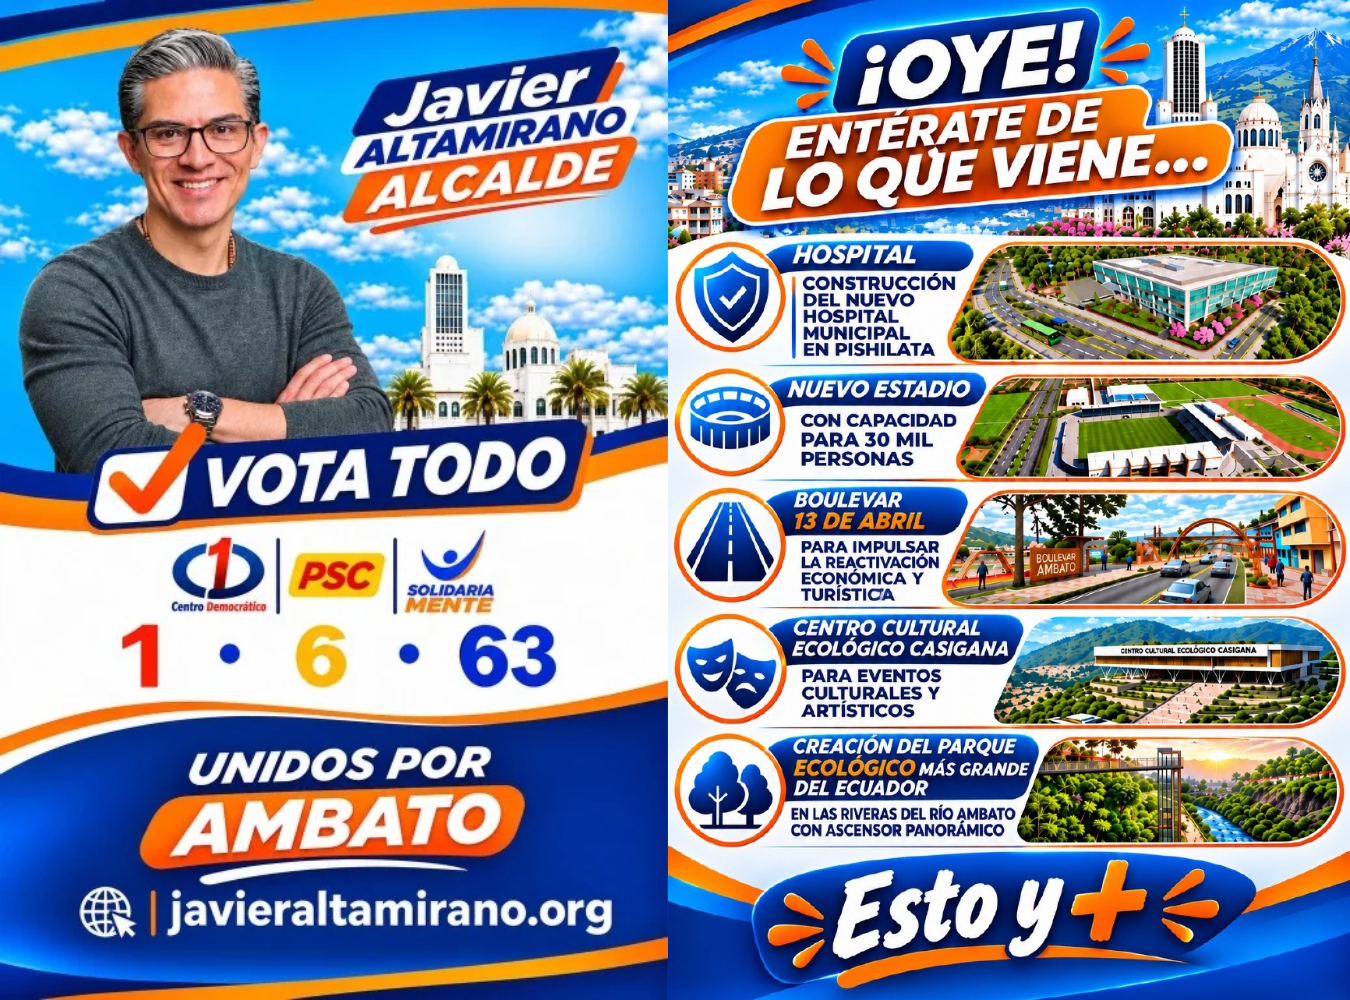 Javier
ALTAMIRANO
ALCALDE
VOTA TODO
CD1
Centro Democrático
PSC
SOLIDARIA
MENTE
1 • 6 • 63
UNIDOS POR
AMBATO
javieraltamirano.org
¡OYE!
ENTÉRATE DE
LO QÙE VIENE...
HOSPITAL
CONSTRUCCIÓN
DEL NUEVO
HOSPITAL
MUNICIPAL
EN PISHILATA
NUEVO ESTADIO
CON CAPACIDAD
PARA 30 MIL
PERSONAS
BOULEVAR
13 DE ABRIL
PARA IMPULSAR
LA REACTIVACIÓN
ECONÓMICA Y
TURÍSTICA
BOULEVAR
AMBATO
CENTRO CULTURAL
ECOLÓGICO CASIGANA
PARA EVENTOS
CULTURALES Y
ARTÍSTICOS
CENTRO CULTURAL ECOLÓGICO CASIGANA
CREACIÓN DEL PARQUE
ECOLÓGICO MÁS GRANDE
DEL ECUADOR
EN LAS RIVERAS DEL RÍO AMBATO
CON ASCENSOR PANORÁMICO
Esto y +